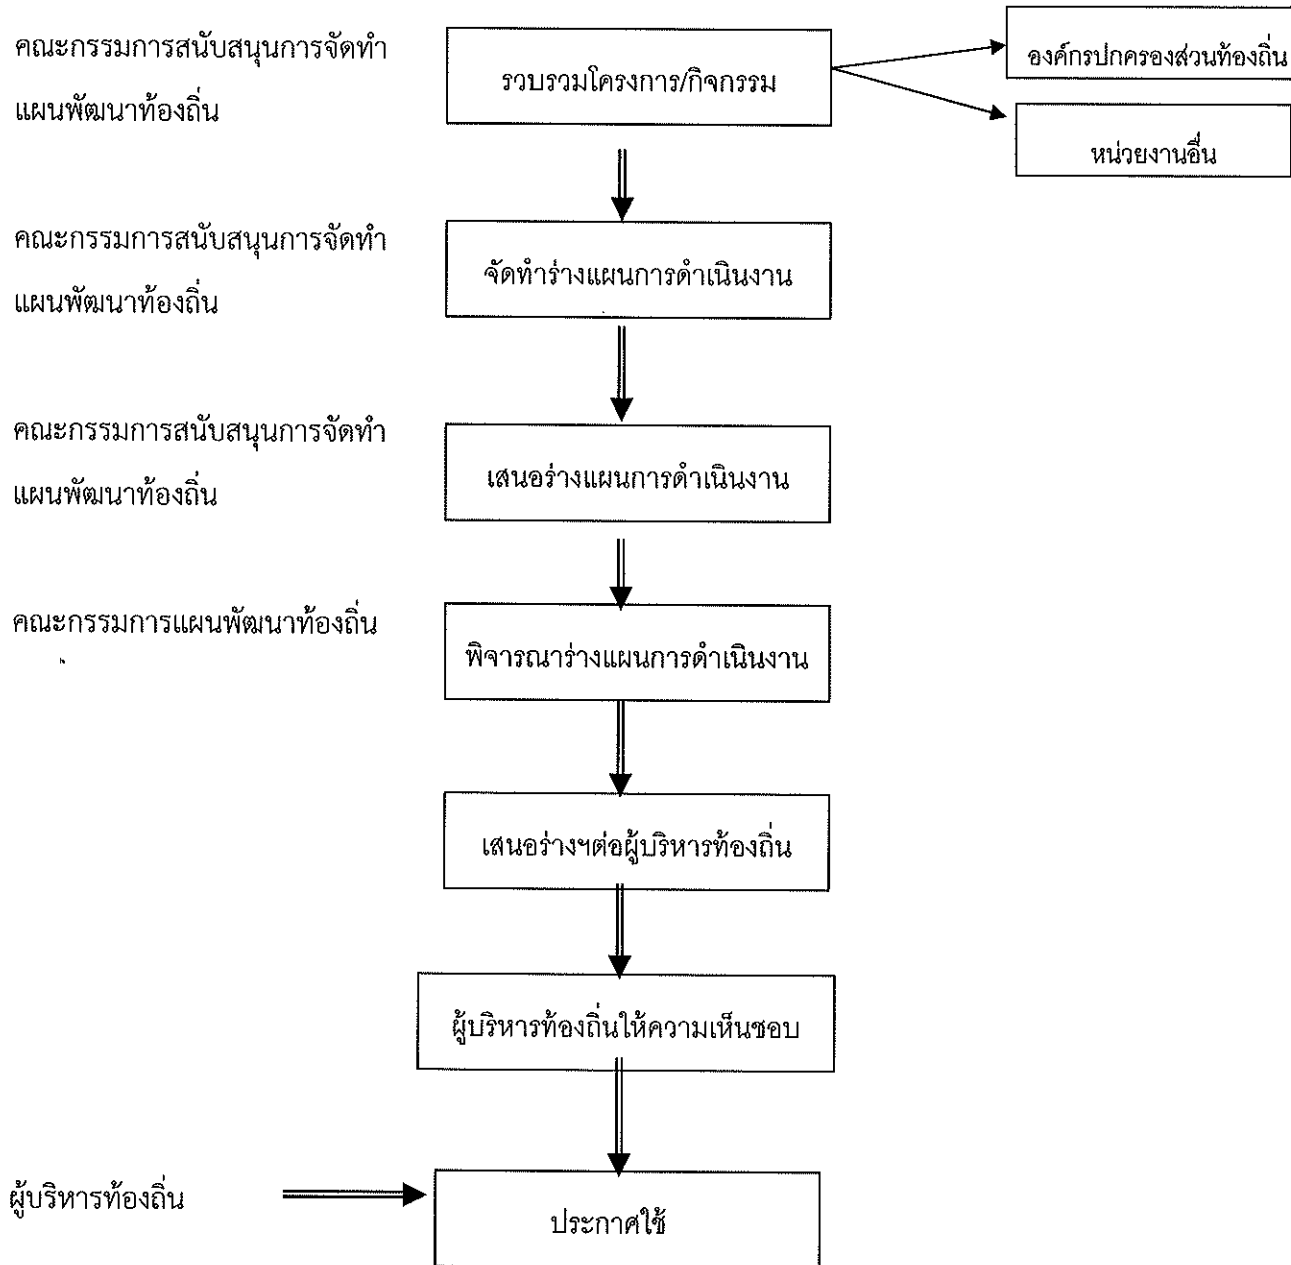 คณะกรรมการสนับสนุนการจัดทำ
แผนพัฒนาท้องถิ่น
รวบรวมโครงการ/กิจกรรม
องค์กรปกครองส่วนท้องถิ่น
หน่วยงานอื่น
คณะกรรมการสนับสนุนการจัดทำ
แผนพัฒนาท้องถิ่น
จัดทำร่างแผนการดำเนินงาน
คณะกรรมการสนับสนุนการจัดทำ
แผนพัฒนาท้องถิ่น
เสนอร่างแผนการดำเนินงาน
คณะกรรมการแผนพัฒนาท้องถิ่น
พิจารณาร่างแผนการดำเนินงาน
เสนอร่างฯต่อผู้บริหารท้องถิ่น
ผู้บริหารท้องถิ่นให้ความเห็นชอบ
ผู้บริหารท้องถิ่น
ประกาศใช้